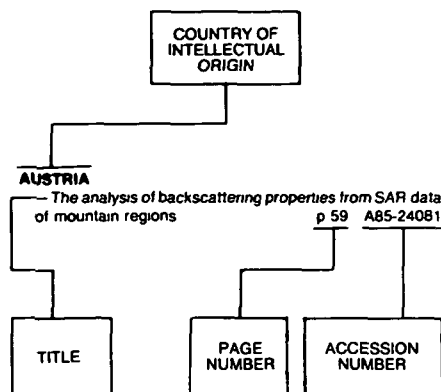 COUNTRY OF
INTELLECTUAL
ORIGIN
AUSTRIA
— The analysis of backscattering properties from SAR data
of mountain regions p 59 A85-24081
TITLE
PAGE
NUMBER
ACCESSION
NUMBER